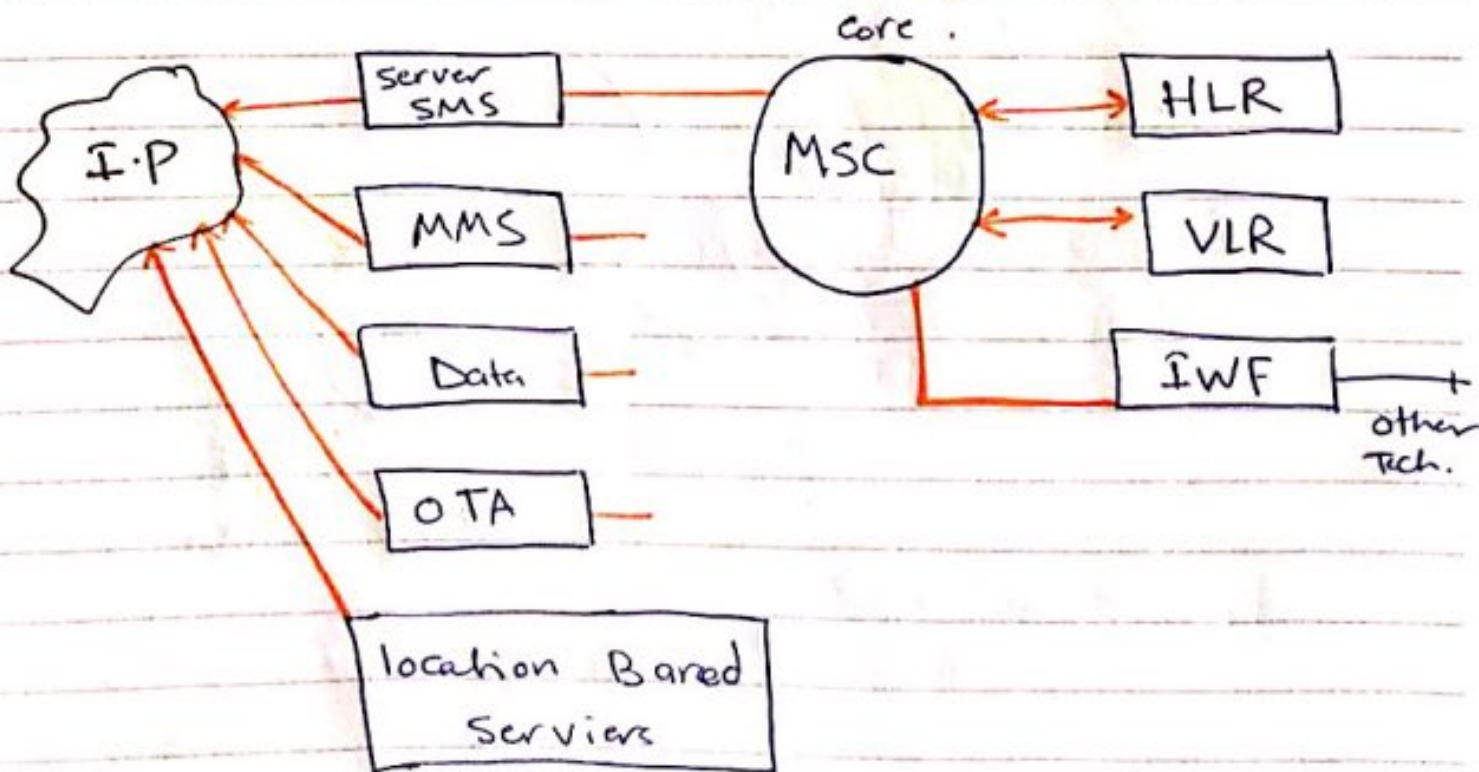 Core .
server
SMS
MSC
HLR
I.P
MMS
VLR
Data
IWF
other
Tech.
OTA
location Bared
Serviers